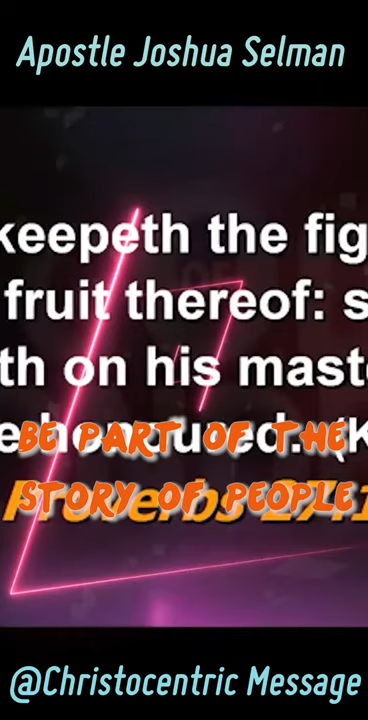 Apostle Joshua Selman
keepeth the fig
fruit thereof: s
th on his mast
BE PART OF THE
STORY OF PEOPLE
@Christocentric Message